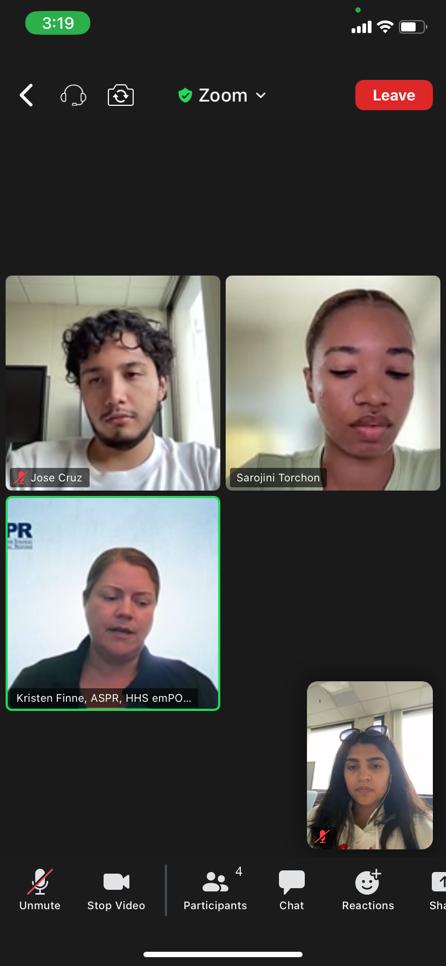 3:19
Zoom
Leave
Jose Cruz
Sarojini Torchon
PR
Kristen Finne, ASPR, HHS emPO...
4
Unmute
Stop Video
Participants
Chat
Reactions
Sha